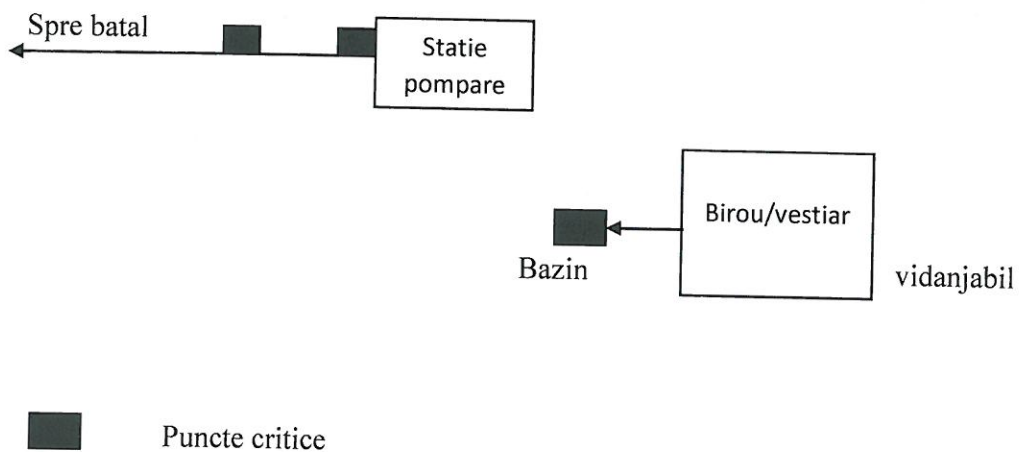 Spre batal
Statie
pompare
Birou/vestiar
Bazin
vidanjabil
Puncte critice